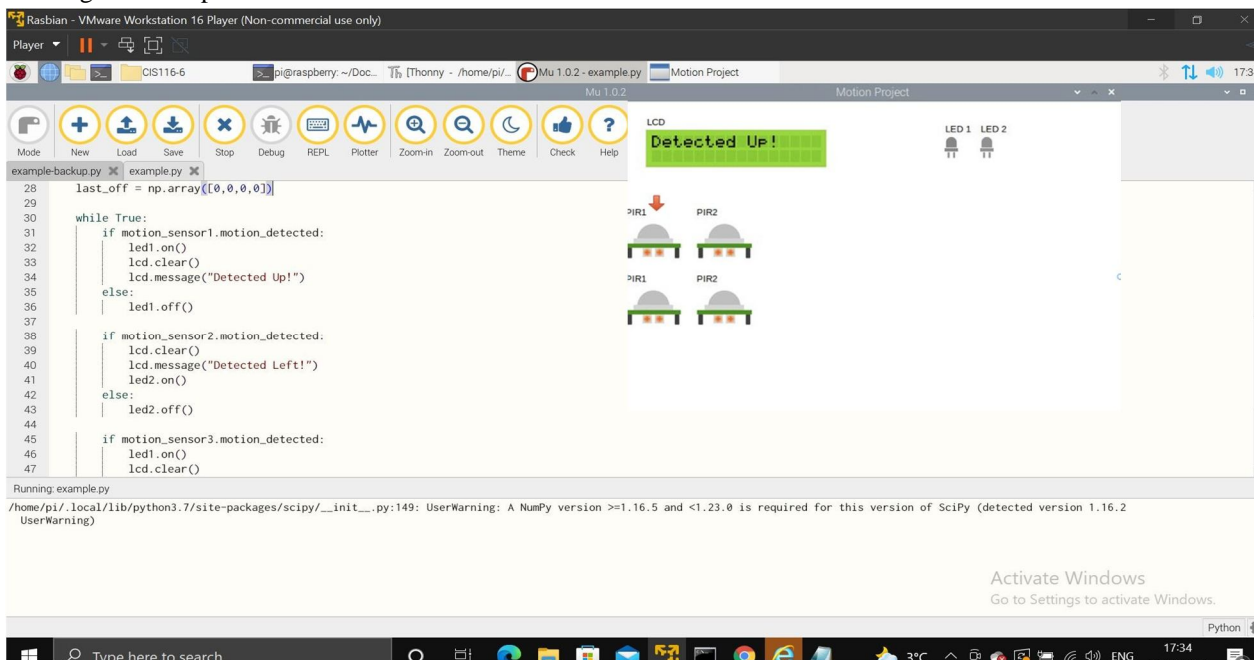 Rasbian - VMware Workstation 16 Player (Non-commercial use only)
Player
CIS116-6 pi@raspberry: ~/Doc... [Thonny - /home/pi/... Mu 1.0.2 - example.py Motion Project 17:3
Mu 1.0.2 Motion Project
Mode New Load Save Stop Debug REPL Plotter Zoom-in Zoom-out Theme Check Help
example-backup.py example.py
28 last_off = np.array([0,0,0,0])
29
30 while True:
31 if motion_sensor1.motion_detected:
32 led1.on()
33 lcd.clear()
34 lcd.message("Detected Up!")
35 else:
36 led1.off()
37
38 if motion_sensor2.motion_detected:
39 lcd.clear()
40 lcd.message("Detected Left!")
41 led2.on()
42 else:
43 led2.off()
44
45 if motion_sensor3.motion_detected:
46 led1.on()
47 lcd.clear()
LCD
Detected Up!
LED 1 LED 2
PIR1 PIR2
PIR1 PIR2
Running: example.py
/home/pi/.local/lib/python3.7/site-packages/scipy/__init__.py:149: UserWarning: A NumPy version >=1.16.5 and <1.23.0 is required for this version of SciPy (detected version 1.16.2
UserWarning)
Activate Windows
Go to Settings to activate Windows.
Python
Type here to search
3°C ENG 17:34